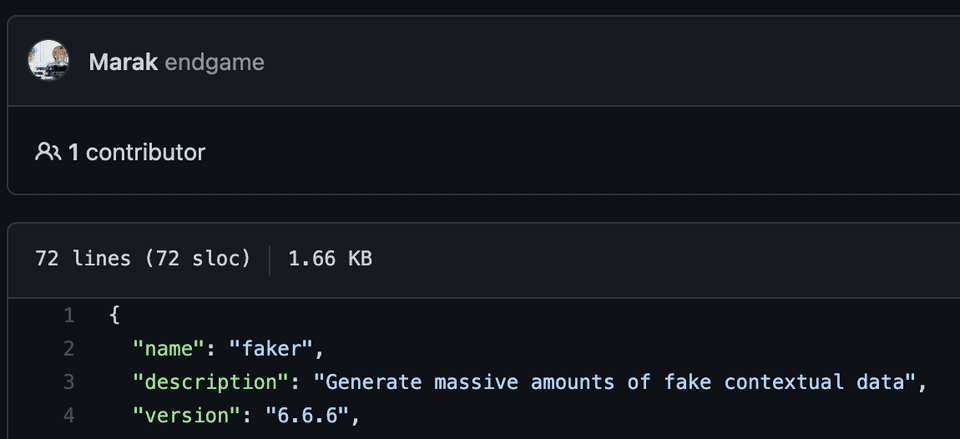 Marak endgame
1 contributor
72 lines (72 sloc) 1.66 KB
1 {
2 "name": "faker",
3 "description": "Generate massive amounts of fake contextual data",
4 "version": "6.6.6",